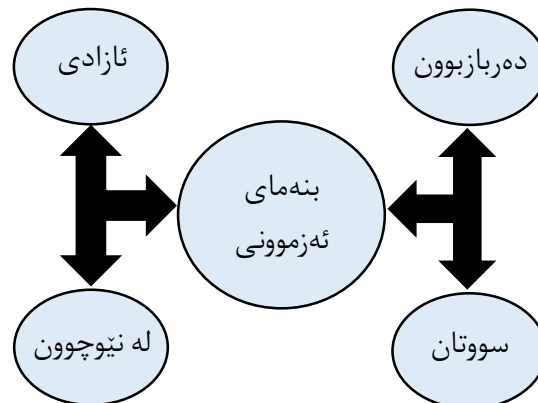 دەربازبوون
ئازادی
بنەمای
ئەزموونی
سووتان
لە نێوچوون